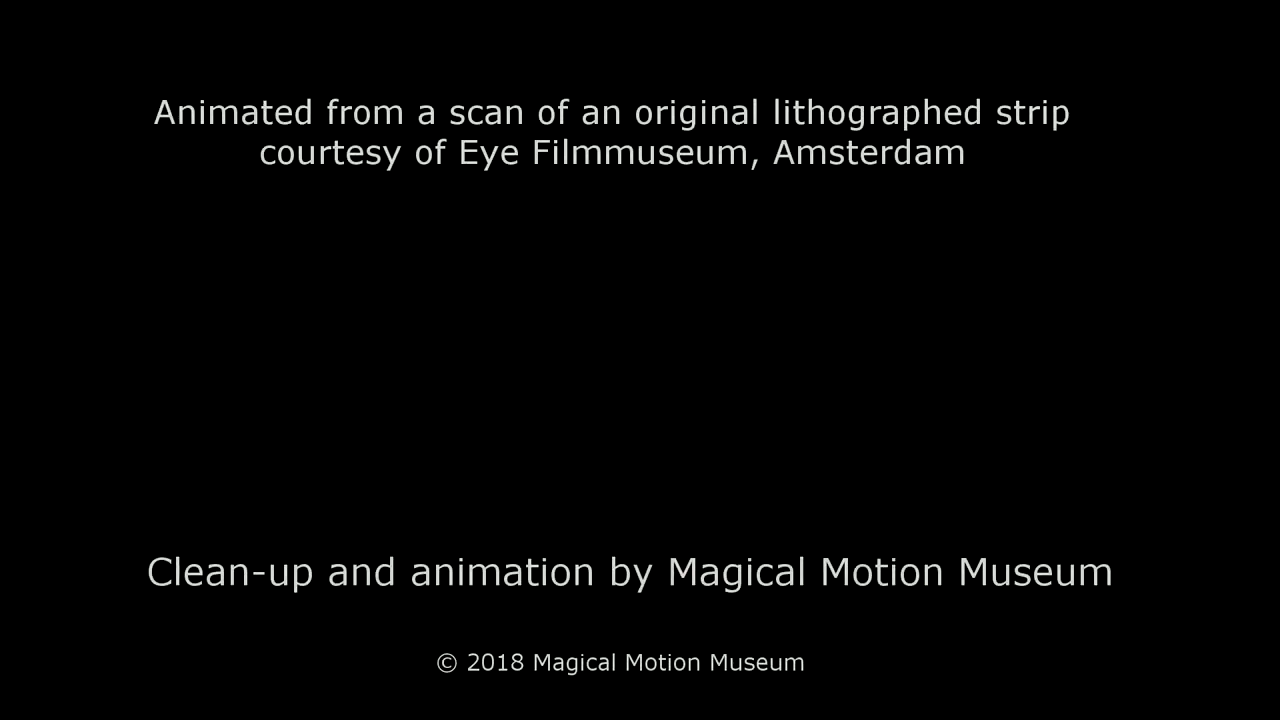 Animated from a scan of an original lithographed strip
courtesy of Eye Filmmuseum, Amsterdam
Clean-up and animation by Magical Motion Museum
© 2018 Magical Motion Museum